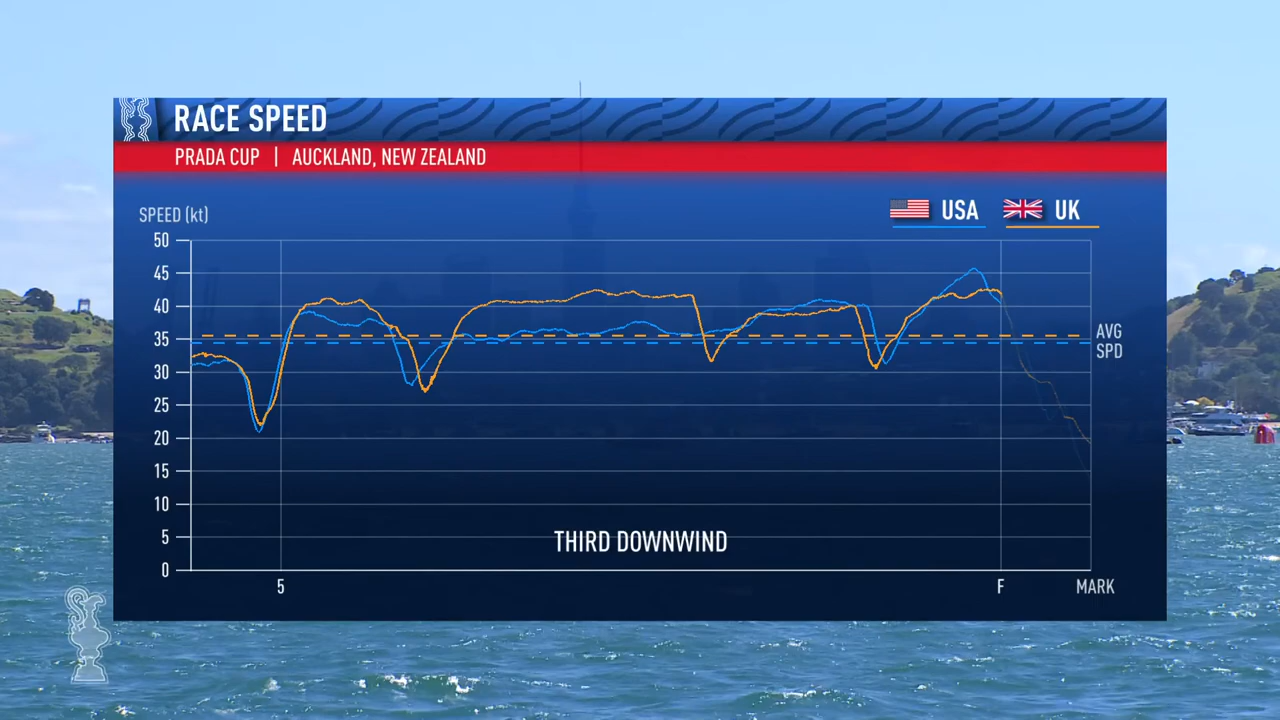 RACE SPEED
PRADA CUP | AUCKLAND, NEW ZEALAND
SPEED (kt)
USA
UK
50
45
40
35
30
25
20
15
10
5
0
AVG
SPD
THIRD DOWNWIND
5
F
MARK